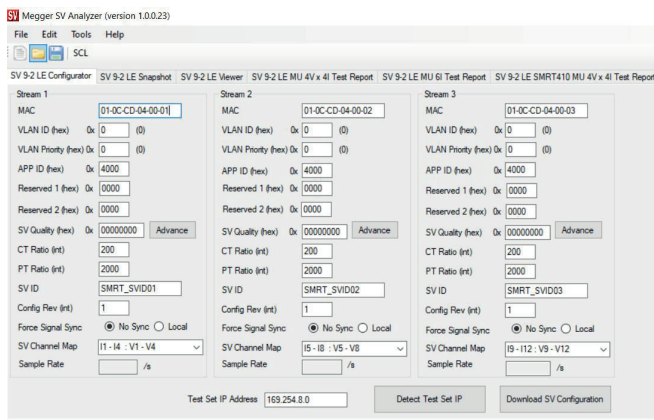 SV Megger SV Analyzer (version 1.0.0.23)
File Edit Tools Help
SCL
SV 9-2 LE Configurator SV 9-2 LE Snapshot SV 9-2 LE Viewer SV 9-2 LE MU 4V x 4I Test Report SV 9-2 LE MU 6I Test Report SV 9-2 LE SMRT410 MU 4V x 4I Test Report
Stream 1
MAC 01-0C-CD-04-00-01
VLAN ID (hex) 0x 0 (0)
VLAN Priority (hex) 0x 0 (0)
APP ID (hex) 0x 4000
Reserved 1 (hex) 0x 0000
Reserved 2 (hex) 0x 0000
SV Quality (hex) 0x 00000000 Advance
CT Ratio (int) 200
PT Ratio (int) 2000
SV ID SMRT_SVID01
Config Rev (int) 1
Force Signal Sync No Sync Local
SV Channel Map I1 - I4 : V1 - V4
Sample Rate /s
Stream 2
MAC 01-0C-CD-04-00-02
VLAN ID (hex) 0x 0 (0)
VLAN Priority (hex) 0x 0 (0)
APP ID (hex) 0x 4000
Reserved 1 (hex) 0x 0000
Reserved 2 (hex) 0x 0000
SV Quality (hex) 0x 00000000 Advance
CT Ratio (int) 200
PT Ratio (int) 2000
SV ID SMRT_SVID02
Config Rev (int) 1
Force Signal Sync No Sync Local
SV Channel Map I5 - I8 : V5 - V8
Sample Rate /s
Stream 3
MAC 01-0C-CD-04-00-03
VLAN ID (hex) 0x 0 (0)
VLAN Priority (hex) 0x 0 (0)
APP ID (hex) 0x 4000
Reserved 1 (hex) 0x 0000
Reserved 2 (hex) 0x 0000
SV Quality (hex) 0x 00000000 Advance
CT Ratio (int) 200
PT Ratio (int) 2000
SV ID SMRT_SVID03
Config Rev (int) 1
Force Signal Sync No Sync Local
SV Channel Map I9 - I12 : V9 - V12
Sample Rate /s
Test Set IP Address 169.254.8.0 Detect Test Set IP Download SV Configuration